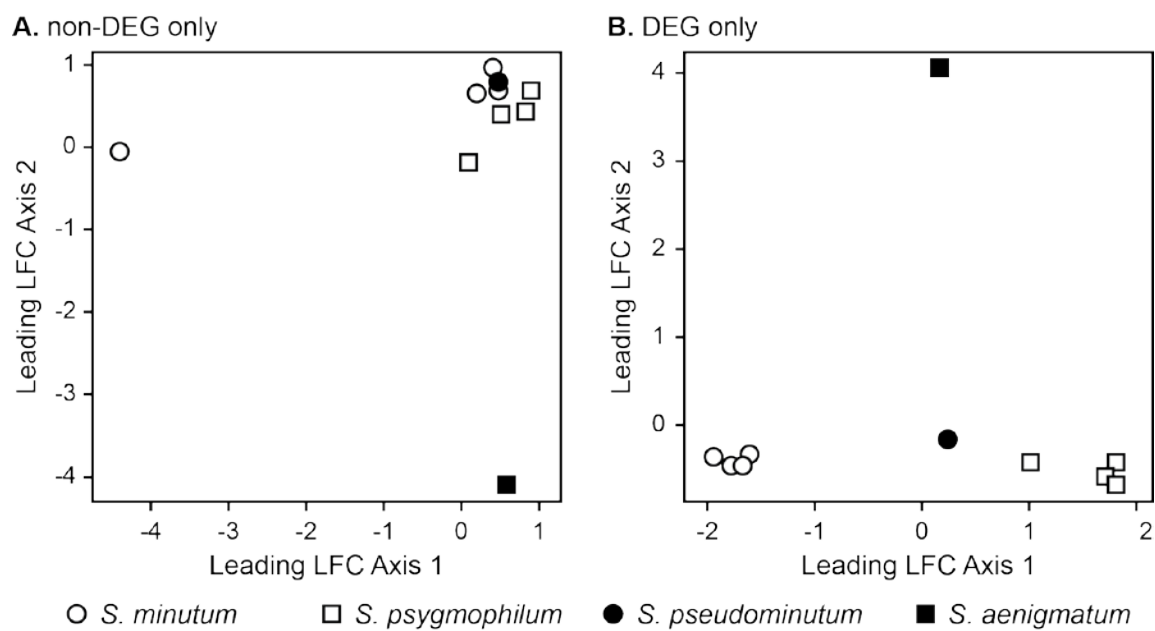 A. non-DEG only
B. DEG only
1
0
-1
-2
-3
-4
Leading LFC Axis 2
-4 -3 -2 -1 0 1
Leading LFC Axis 1
4
3
2
1
0
Leading LFC Axis 2
-2 -1 0 1 2
Leading LFC Axis 1
S. minutum S. psygmophilum S. pseudominutum S. aenigmatum